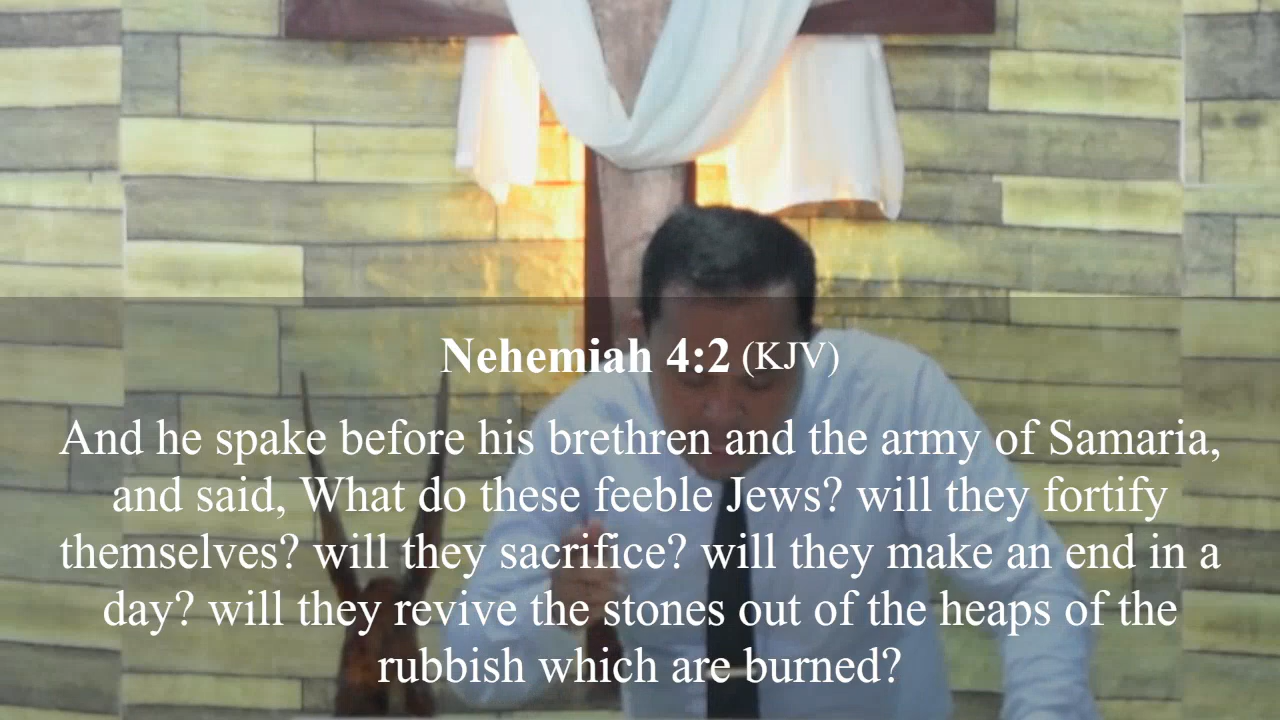 Nehemiah 4:2 (KJV)
And he spake before his brethren and the army of Samaria,
and said, What do these feeble Jews? will they fortify
themselves? will they sacrifice? will they make an end in a
day? will they revive the stones out of the heaps of the
rubbish which are burned?